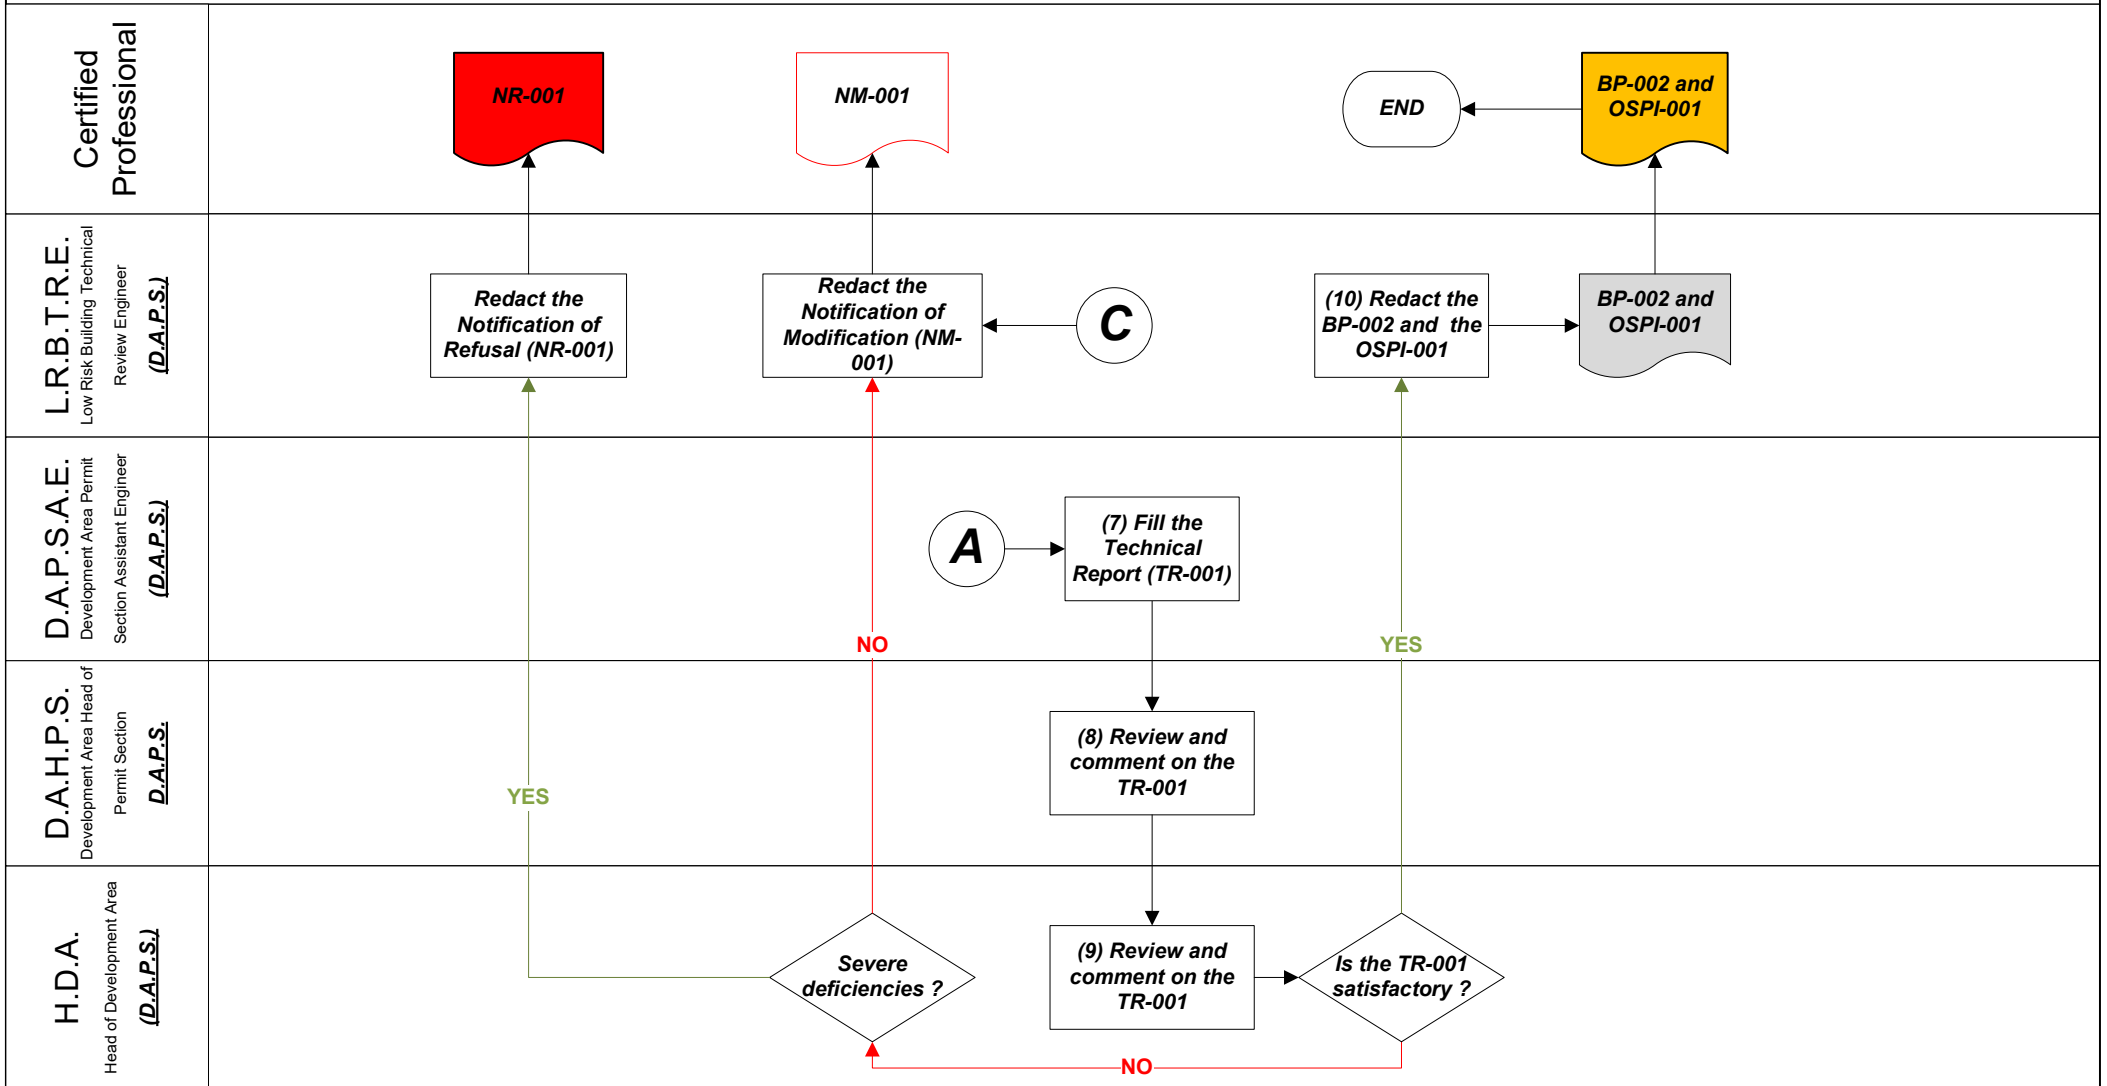 Certified
Professional
NR-001
NM-001
END
BP-002 and
OSPI-001
L.R.B.T.R.E.
Low Risk Building Technical
Review Engineer
(D.A.P.S.)
Redact the
Notification of
Refusal (NR-001)
Redact the
Notification of
Modification (NM-
001)
C
(10) Redact the
BP-002 and the
OSPI-001
BP-002 and
OSPI-001
D.A.P.S.A.E.
Development Area Permit
Section Assistant Engineer
(D.A.P.S.)
A
(7) Fill the
Technical
Report (TR-001)
NO
YES
D.A.H.P.S.
Development Area Head of
Permit Section
D.A.P.S.
YES
(8) Review and
comment on the
TR-001
H.D.A.
Head of Development Area
(D.A.P.S.)
Severe
deficiencies ?
(9) Review and
comment on the
TR-001
Is the TR-001
satisfactory ?
NO